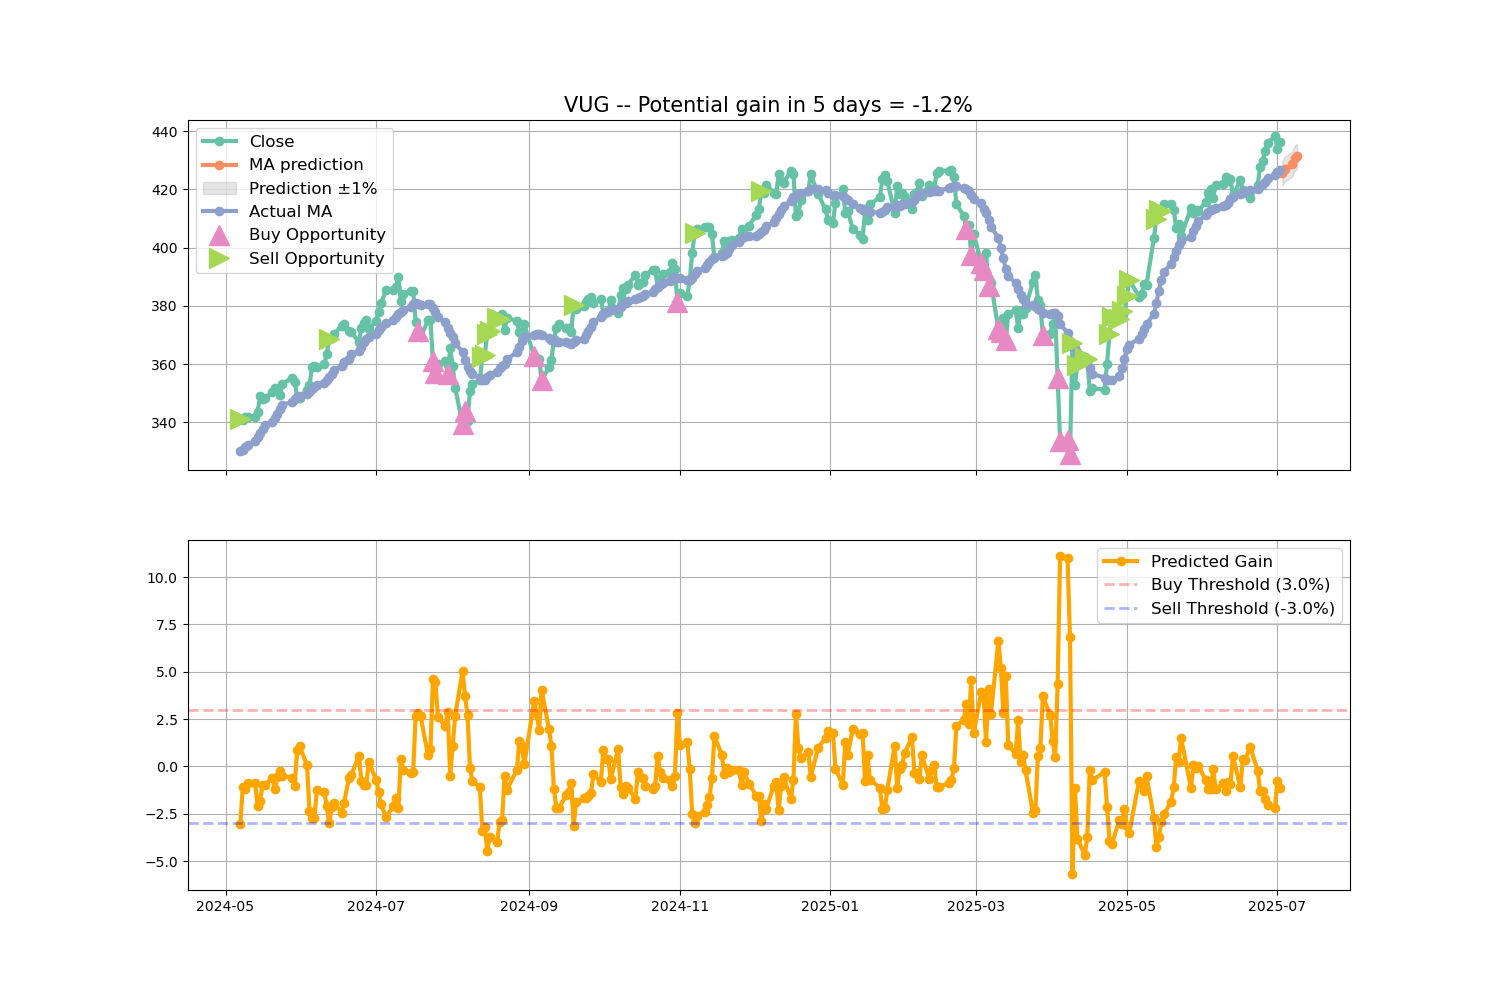 VUG -- Potential gain in 5 days = -1.2%
440
420
400
380
360
340
Close
MA prediction
Prediction ±1%
Actual MA
Buy Opportunity
Sell Opportunity
10.0
7.5
5.0
2.5
0.0
−2.5
−5.0
Predicted Gain
Buy Threshold (3.0%)
Sell Threshold (-3.0%)
2024-05
2024-07
2024-09
2024-11
2025-01
2025-03
2025-05
2025-07